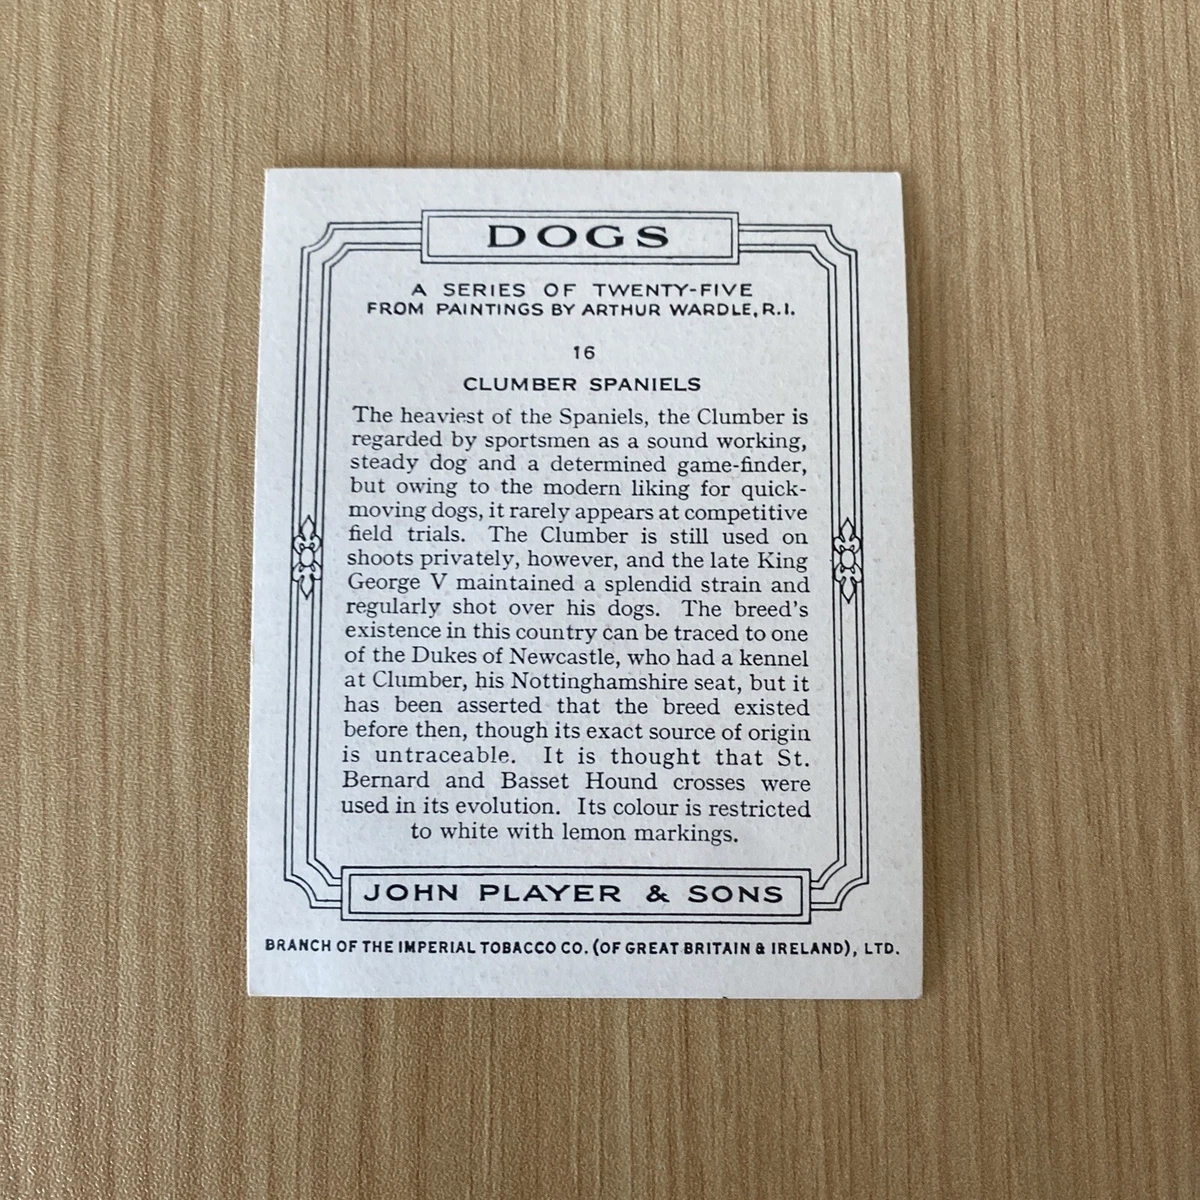 DOGS
A SERIES OF TWENTY-FIVE
FROM PAINTINGS BY ARTHUR WARDLE, R.I.
16
CLUMBER SPANIELS
The heaviest of the Spaniels, the Clumber is
regarded by sportsmen as a sound working,
steady dog and a determined game-finder,
but owing to the modern liking for quick-
moving dogs, it rarely appears at competitive
field trials. The Clumber is still used on
shoots privately, however, and the late King
George V maintained a splendid strain and
regularly shot over his dogs. The breed's
existence in this country can be traced to one
of the Dukes of Newcastle, who had a kennel
at Clumber, his Nottinghamshire seat, but it
has been asserted that the breed existed
before then, though its exact source of origin
is untraceable. It is thought that St.
Bernard and Basset Hound crosses were
used in its evolution. Its colour is restricted
to white with lemon markings.
JOHN PLAYER & SONS
BRANCH OF THE IMPERIAL TOBACCO CO. (OF GREAT BRITAIN & IRELAND), LTD.